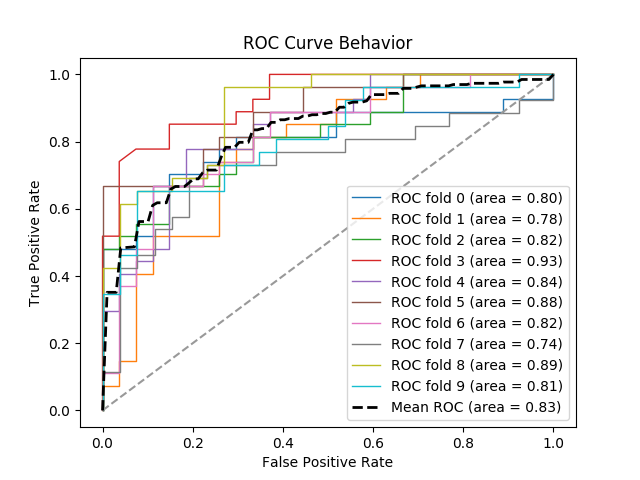 ROC Curve Behavior
True Positive Rate
1.0
0.8
0.6
0.4
0.2
0.0
ROC fold 0 (area = 0.80)
ROC fold 1 (area = 0.78)
ROC fold 2 (area = 0.82)
ROC fold 3 (area = 0.93)
ROC fold 4 (area = 0.84)
ROC fold 5 (area = 0.88)
ROC fold 6 (area = 0.82)
ROC fold 7 (area = 0.74)
ROC fold 8 (area = 0.89)
ROC fold 9 (area = 0.81)
Mean ROC (area = 0.83)
0.0 0.2 0.4 0.6 0.8 1.0
False Positive Rate